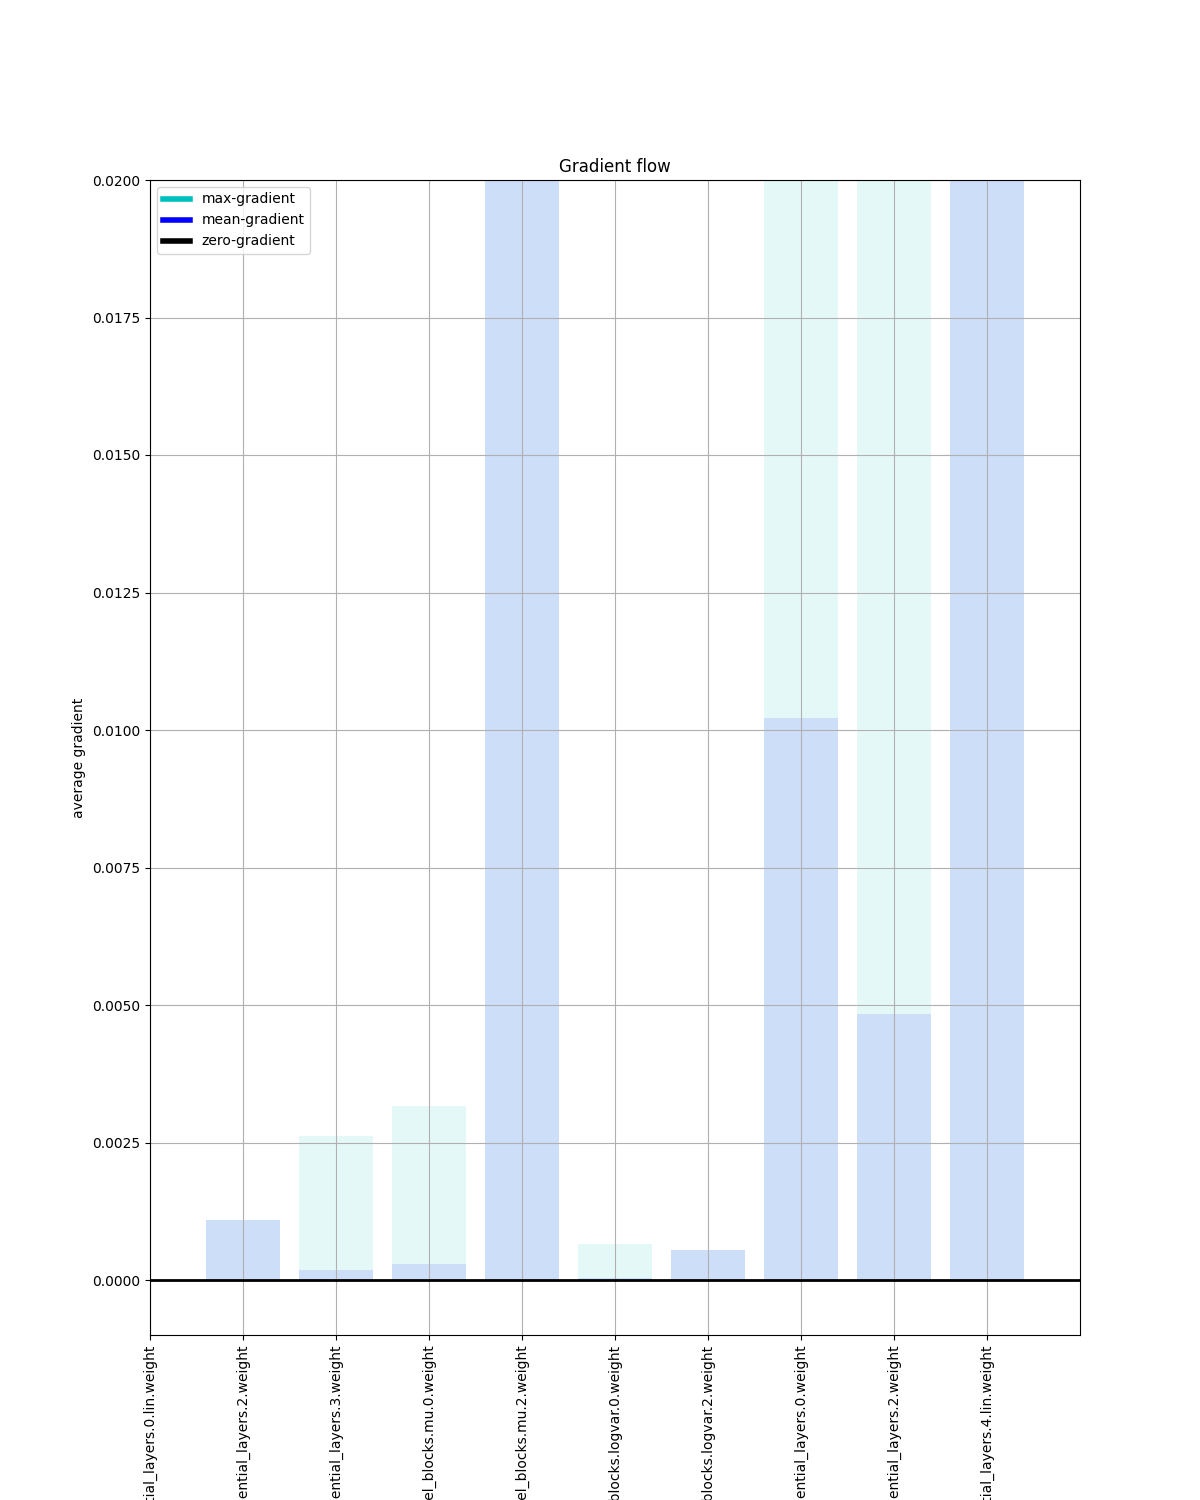 Gradient flow
max-gradient
mean-gradient
zero-gradient
0.0200
0.0175
0.0150
0.0125
0.0100
0.0075
0.0050
0.0025
0.0000
average gradient
tial_layers.0.lin.weight
ential_layers.2.weight
ential_layers.3.weight
el_blocks.mu.0.weight
el_blocks.mu.2.weight
blocks.logvar.0.weight
blocks.logvar.2.weight
ential_layers.0.weight
ential_layers.2.weight
tial_layers.4.lin.weight